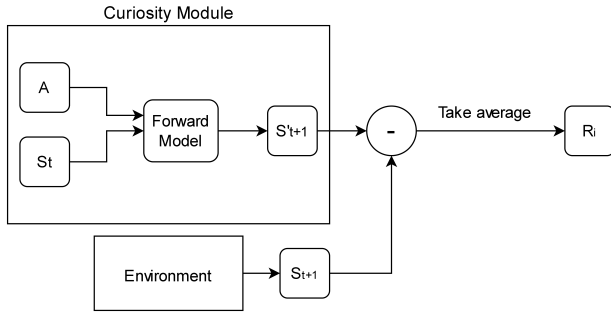 Curiosity Module
A
Forward
Model
S't+1
-
Take average
Ri
St
Environment
St+1